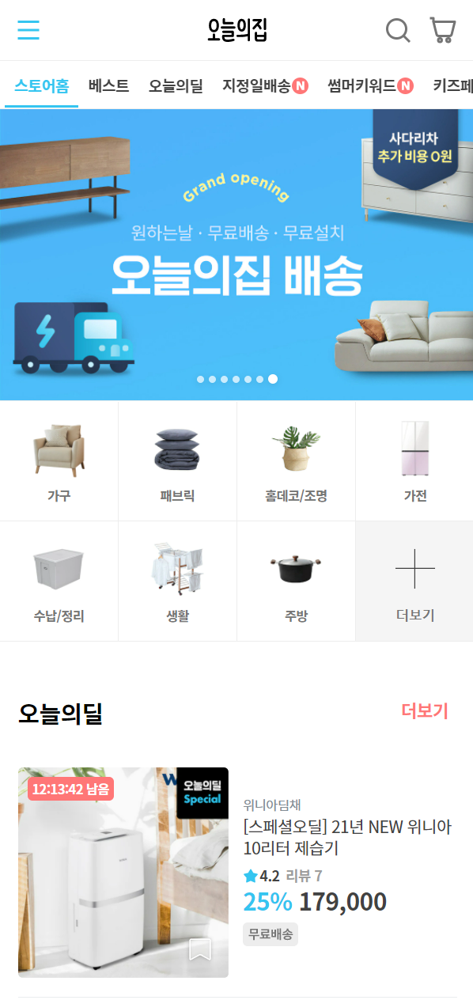 오늘의집
스토어홈 베스트 오늘의딜 지정일배송 N 썸머키워드 N 키즈페
사다리차
추가 비용 0원
Grand opening
원하는날 · 무료배송 · 무료설치
오늘의집 배송
가구 패브릭 홈데코/조명 가전
수납/정리 생활 주방 더보기
오늘의딜 더보기
12:13:42 남음
오늘의딜
Special
위니아딤채
[스페셜오딜] 21년 NEW 위니아
10리터 제습기
4.2 리뷰 7
25% 179,000
무료배송